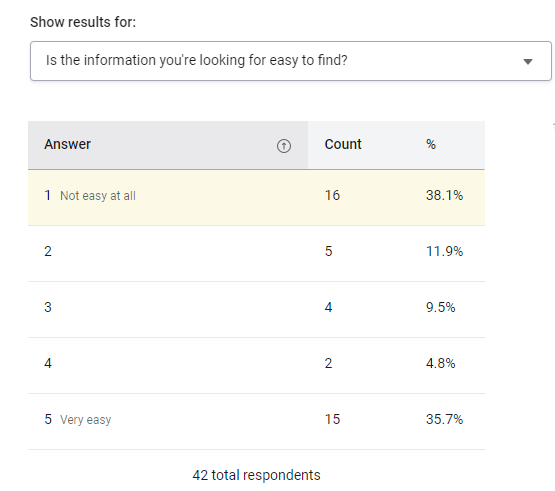 Show results for:
Is the information you're looking for easy to find?
Answer Count %
1 Not easy at all 16 38.1%
2 5 11.9%
3 4 9.5%
4 2 4.8%
5 Very easy 15 35.7%
42 total respondents